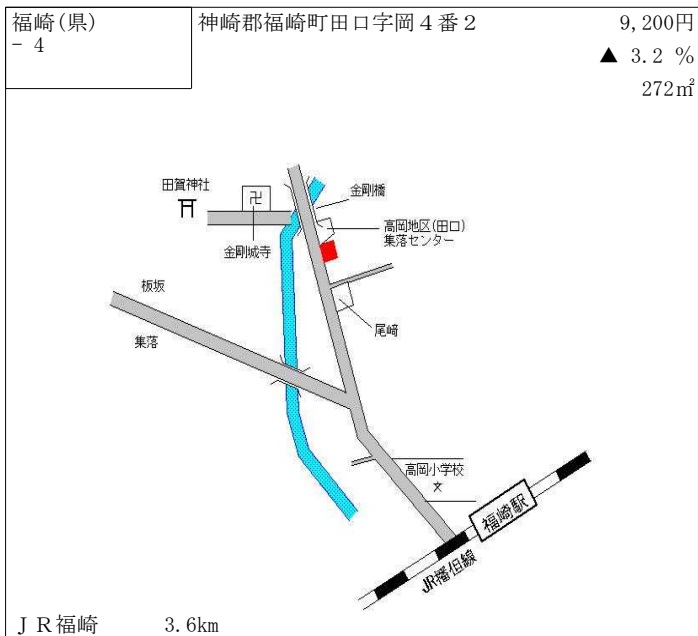 福崎(県)
- 4
神崎郡福崎町田口字岡４番２
9,200円
▲ 3.2 %
272㎡
田賀神社
卍
金剛橋
高岡地区(田口)
集落センター
金剛城寺
板坂
集落
尾﨑
高岡小学校
文
福崎駅
JR播但線
ＪＲ福崎 3.6km